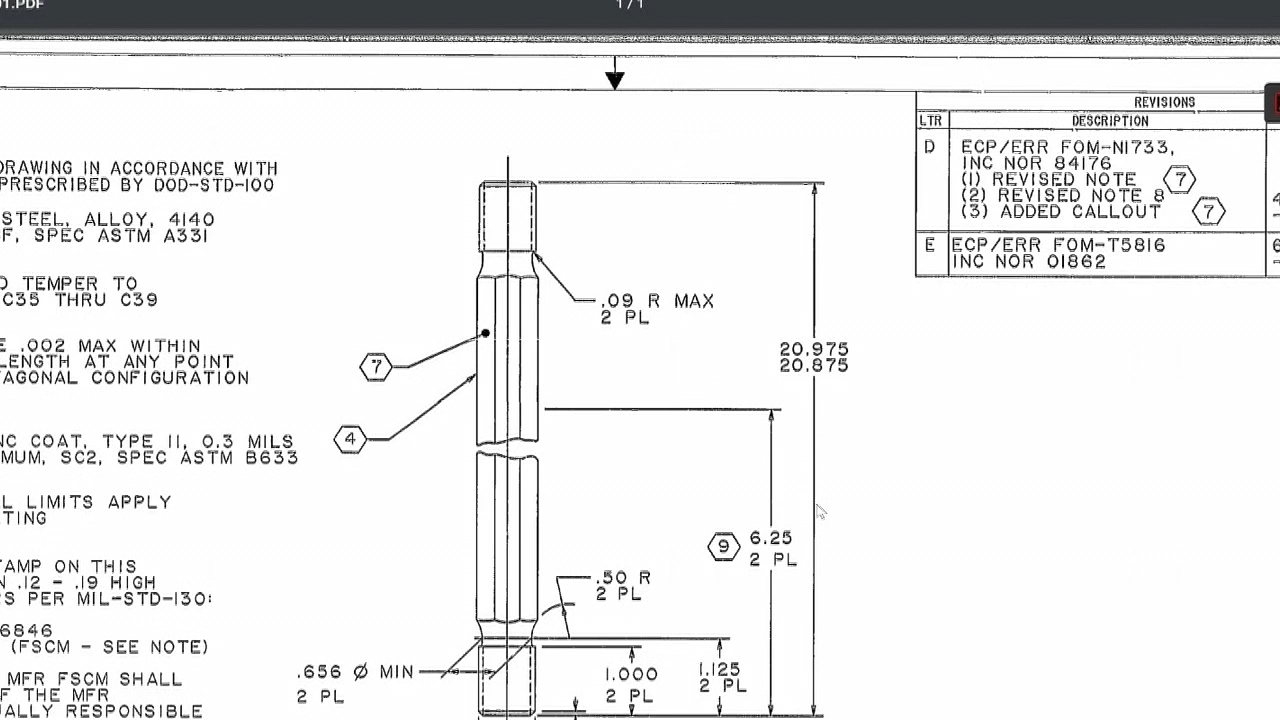 01.PDF
1 / 1
DRAWING IN ACCORDANCE WITH
PRESCRIBED BY DOD-STD-100
STEEL, ALLOY, 4140
F, SPEC ASTM A331
D TEMPER TO
C35 THRU C39
E .002 MAX WITHIN
LENGTH AT ANY POINT
TAGONAL CONFIGURATION
NC COAT, TYPE II, 0.3 MILS
MUM, SC2, SPEC ASTM B633
L LIMITS APPLY
TING
TAMP ON THIS
N .12 - .19 HIGH
RS PER MIL-STD-130:
6846
(FSCM - SEE NOTE)
MFR FSCM SHALL
F THE MFR
UALLY RESPONSIBLE
7
4
.09 R MAX
2 PL
20.975
20.875
9
6.25
2 PL
.50 R
2 PL
.656 Ø MIN
2 PL
1.000
2 PL
1.125
2 PL
REVISIONS
LTR DESCRIPTION
D ECP/ERR FOM-N1733,
INC NOR 84176
(1) REVISED NOTE 7
(2) REVISED NOTE 8
(3) ADDED CALLOUT 7
E ECP/ERR FOM-T5816
INC NOR 01862